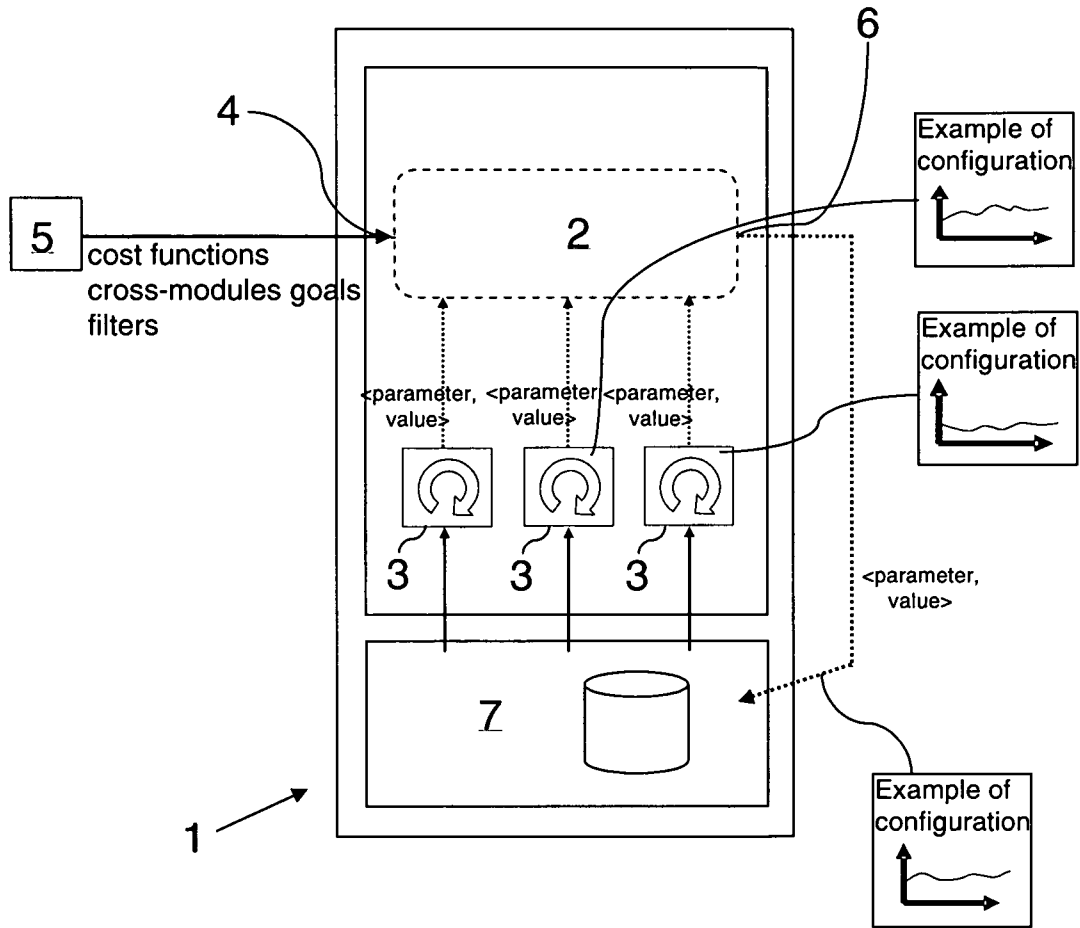 6
4
Example of
configuration
5
2
cost functions
cross-modules goals
filters
Example of
configuration
<parameter,
value>
<parameter
value>
<parameter,
value>
3
3
3
<parameter,
value>
7
1
Example of
configuration